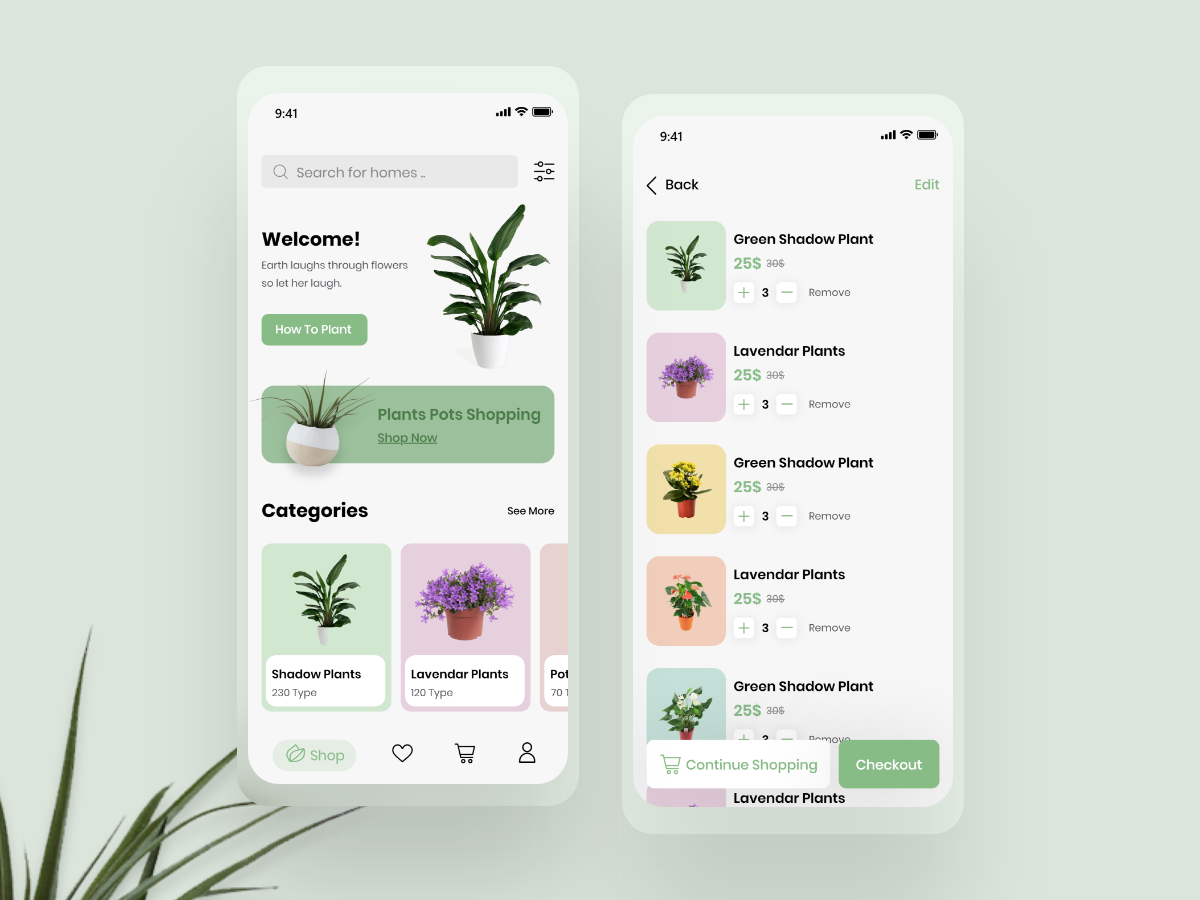 9:41
Search for homes ..
Welcome!
Earth laughs through flowers
so let her laugh.
How To Plant
Plants Pots Shopping
Shop Now
Categories
See More
Shadow Plants
230 Type
Lavendar Plants
120 Type
Pot
70 T
Shop
9:41
Back
Edit
Green Shadow Plant
25$ 30$
3 Remove
Lavendar Plants
25$ 30$
3 Remove
Green Shadow Plant
25$ 30$
3 Remove
Lavendar Plants
25$ 30$
3 Remove
Green Shadow Plant
25$ 30$
3 Remove
Continue Shopping
Checkout
Lavendar Plants